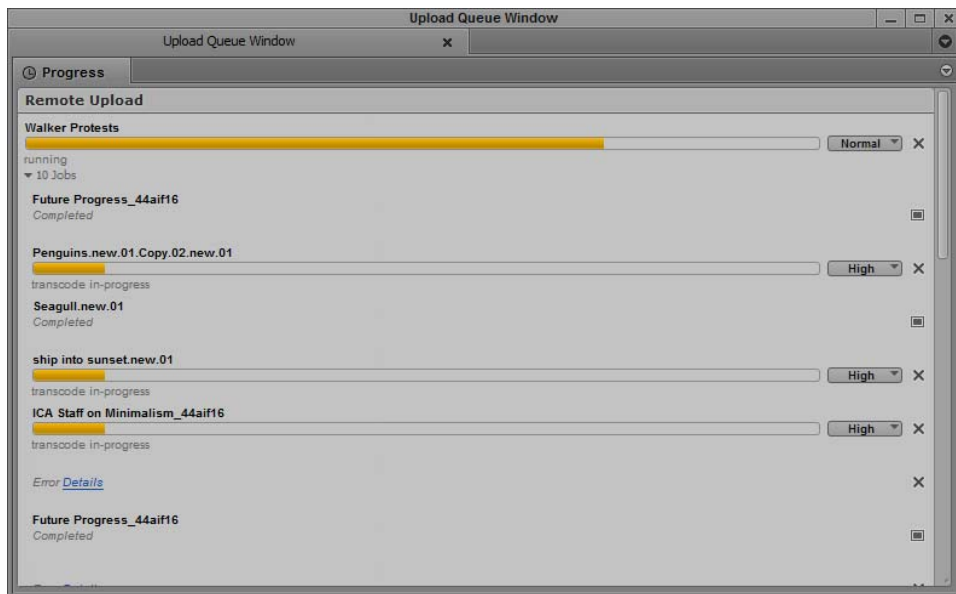 Upload Queue Window
Upload Queue Window
Progress
Remote Upload
Walker Protests
Normal
running
10 Jobs
Future Progress_44aif16
Completed
Penguins.new.01.Copy.02.new.01
High
transcode in-progress
Seagull.new.01
Completed
ship into sunset.new.01
High
transcode in-progress
ICA Staff on Minimalism_44aif16
High
transcode in-progress
Error Details
Future Progress_44aif16
Completed